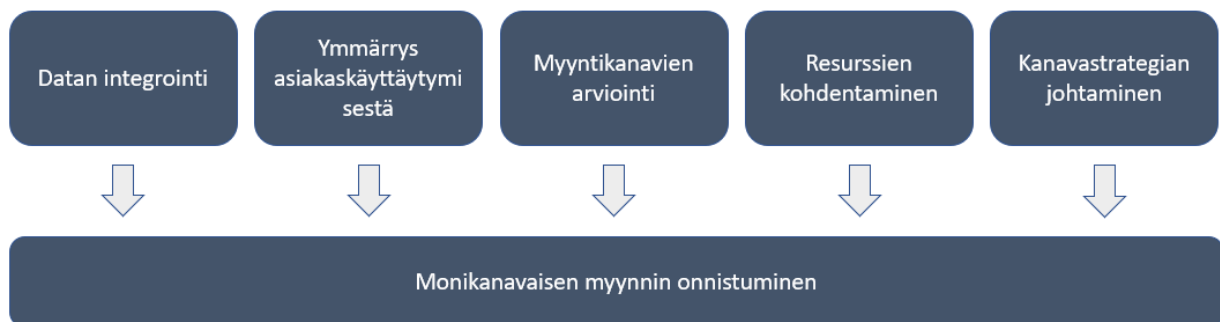 Datan integrointi
Ymmärrys
asiakaskäyttäytymi
sestä
Myyntikanavien
arviointi
Resurssien
kohdentaminen
Kanavastrategian
johtaminen
Monikanavaisen myynnin onnistuminen